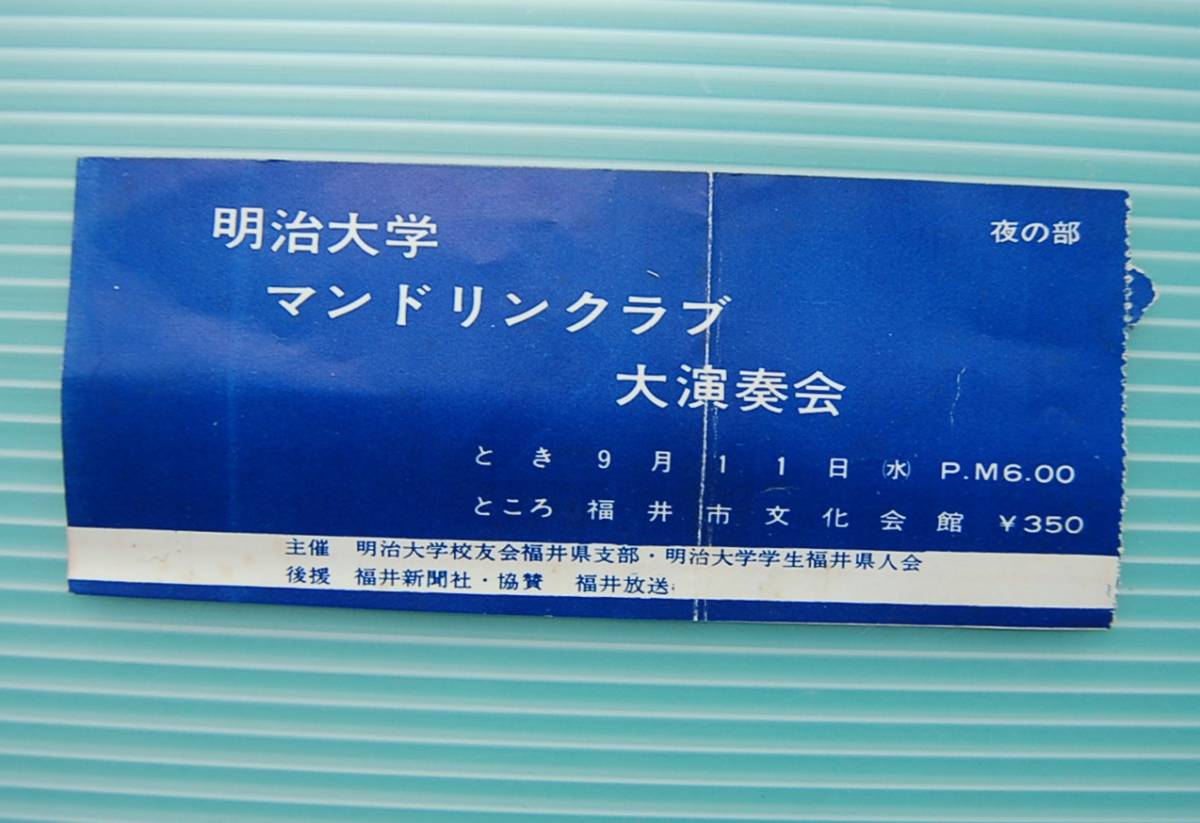 明治大学
夜の部
マンドリンクラブ
大演奏会
とき 9月11日㈬ P.M6.00
ところ 福井市文化会館 ¥350
主催 明治大学校友会福井県支部・明治大学学生福井県人会
後援 福井新聞社・協賛 福井放送